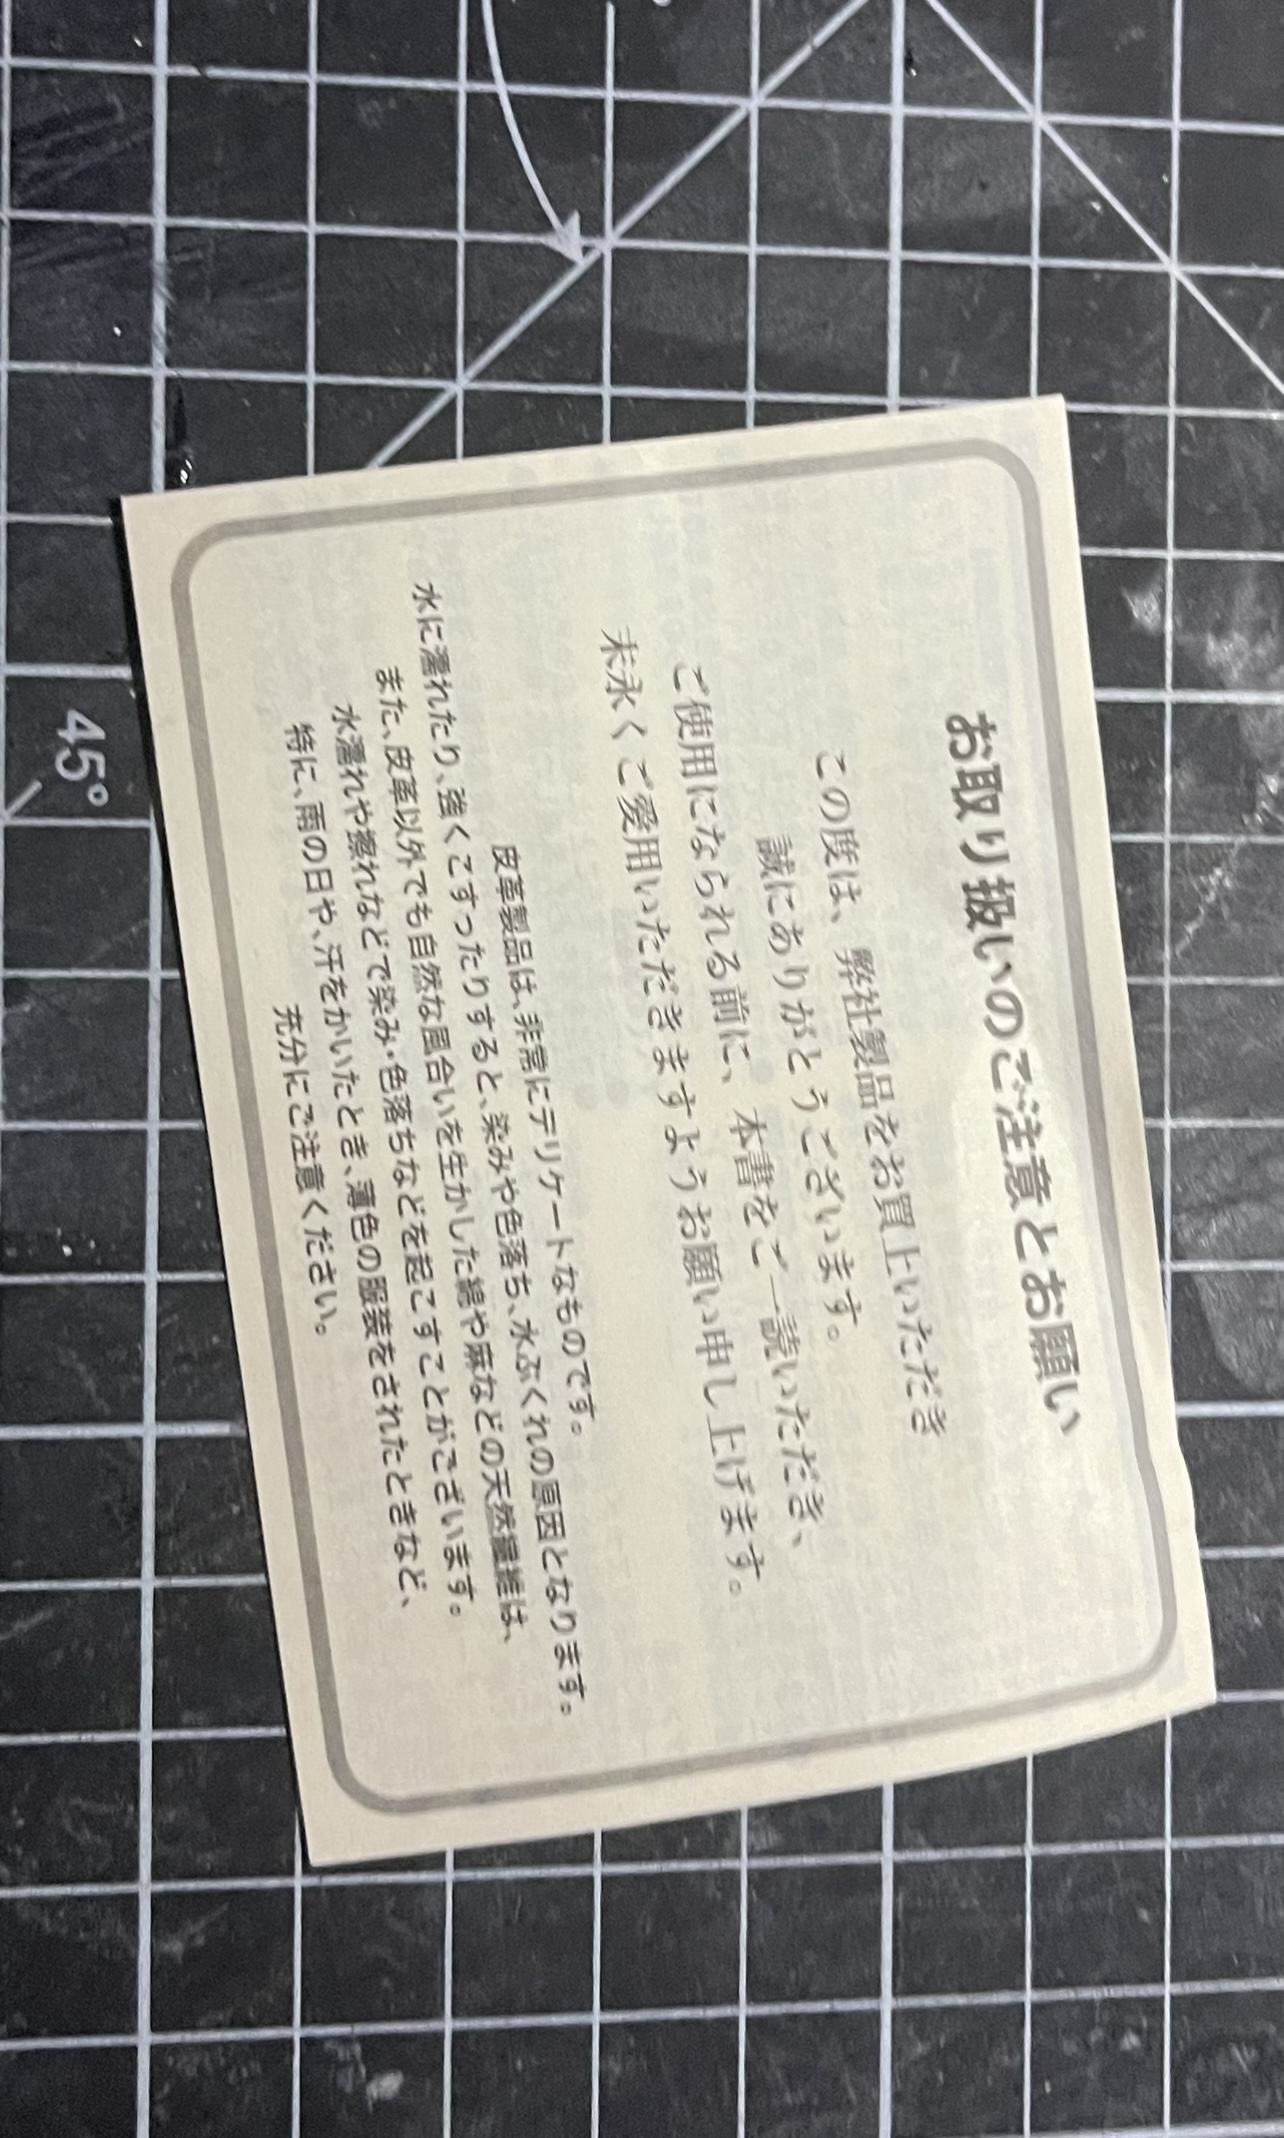 お取り扱いのご注意とお願い
この度は、弊社製品をお買上いただき
誠にありがとうございます。
ご使用になられる前に、本書をご一読いただき、
末永くご愛用いただきますようお願い申し上げます。
皮革製品は、非常にデリケートなものです。
水に濡れたり、強くこすったりすると、染みや色落ち、水ぶくれの原因となります。
また、皮革以外でも自然な風合いを生かした綿や麻などの天然繊維は、
水濡れや擦れなどで染み・色落ちなどを起こすことがございます。
特に、雨の日や、汗をかいたとき、薄色の服装をされたときなど、
充分にご注意ください。
45°